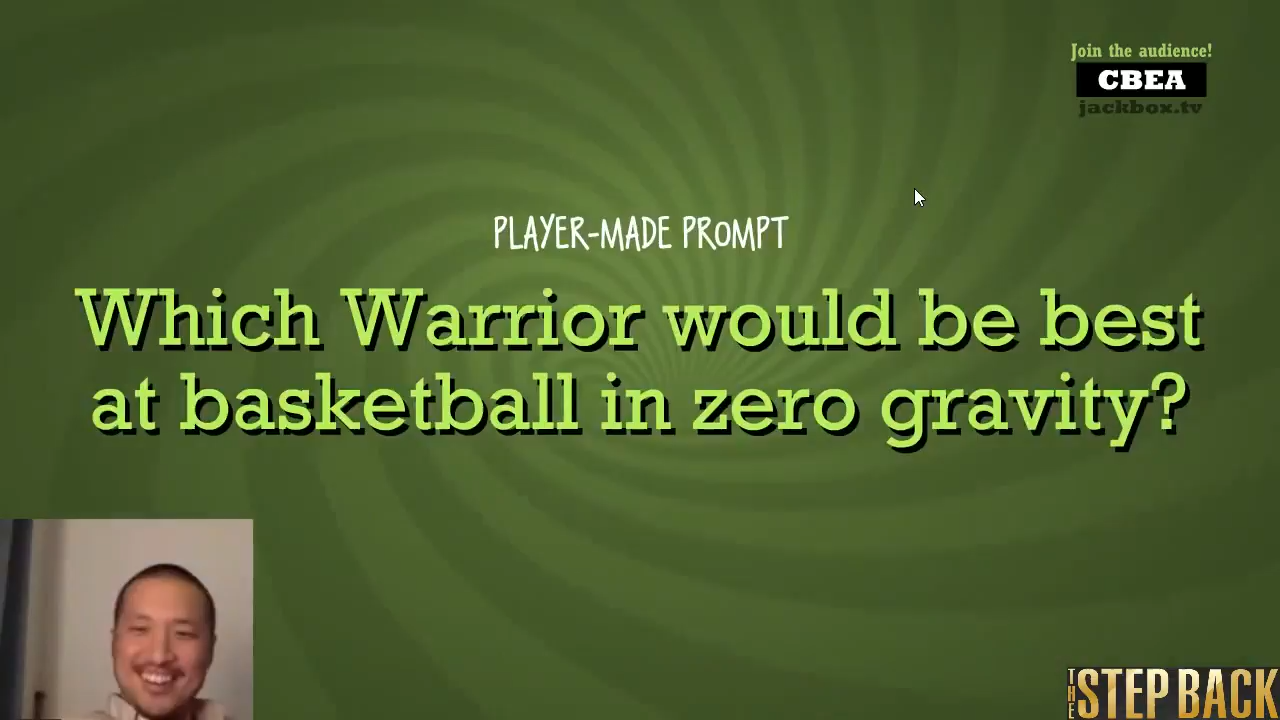 Join the audience!
CBEA
jackbox.tv
PLAYER-MADE PROMPT
Which Warrior would be best
at basketball in zero gravity?
THE STEP BACK